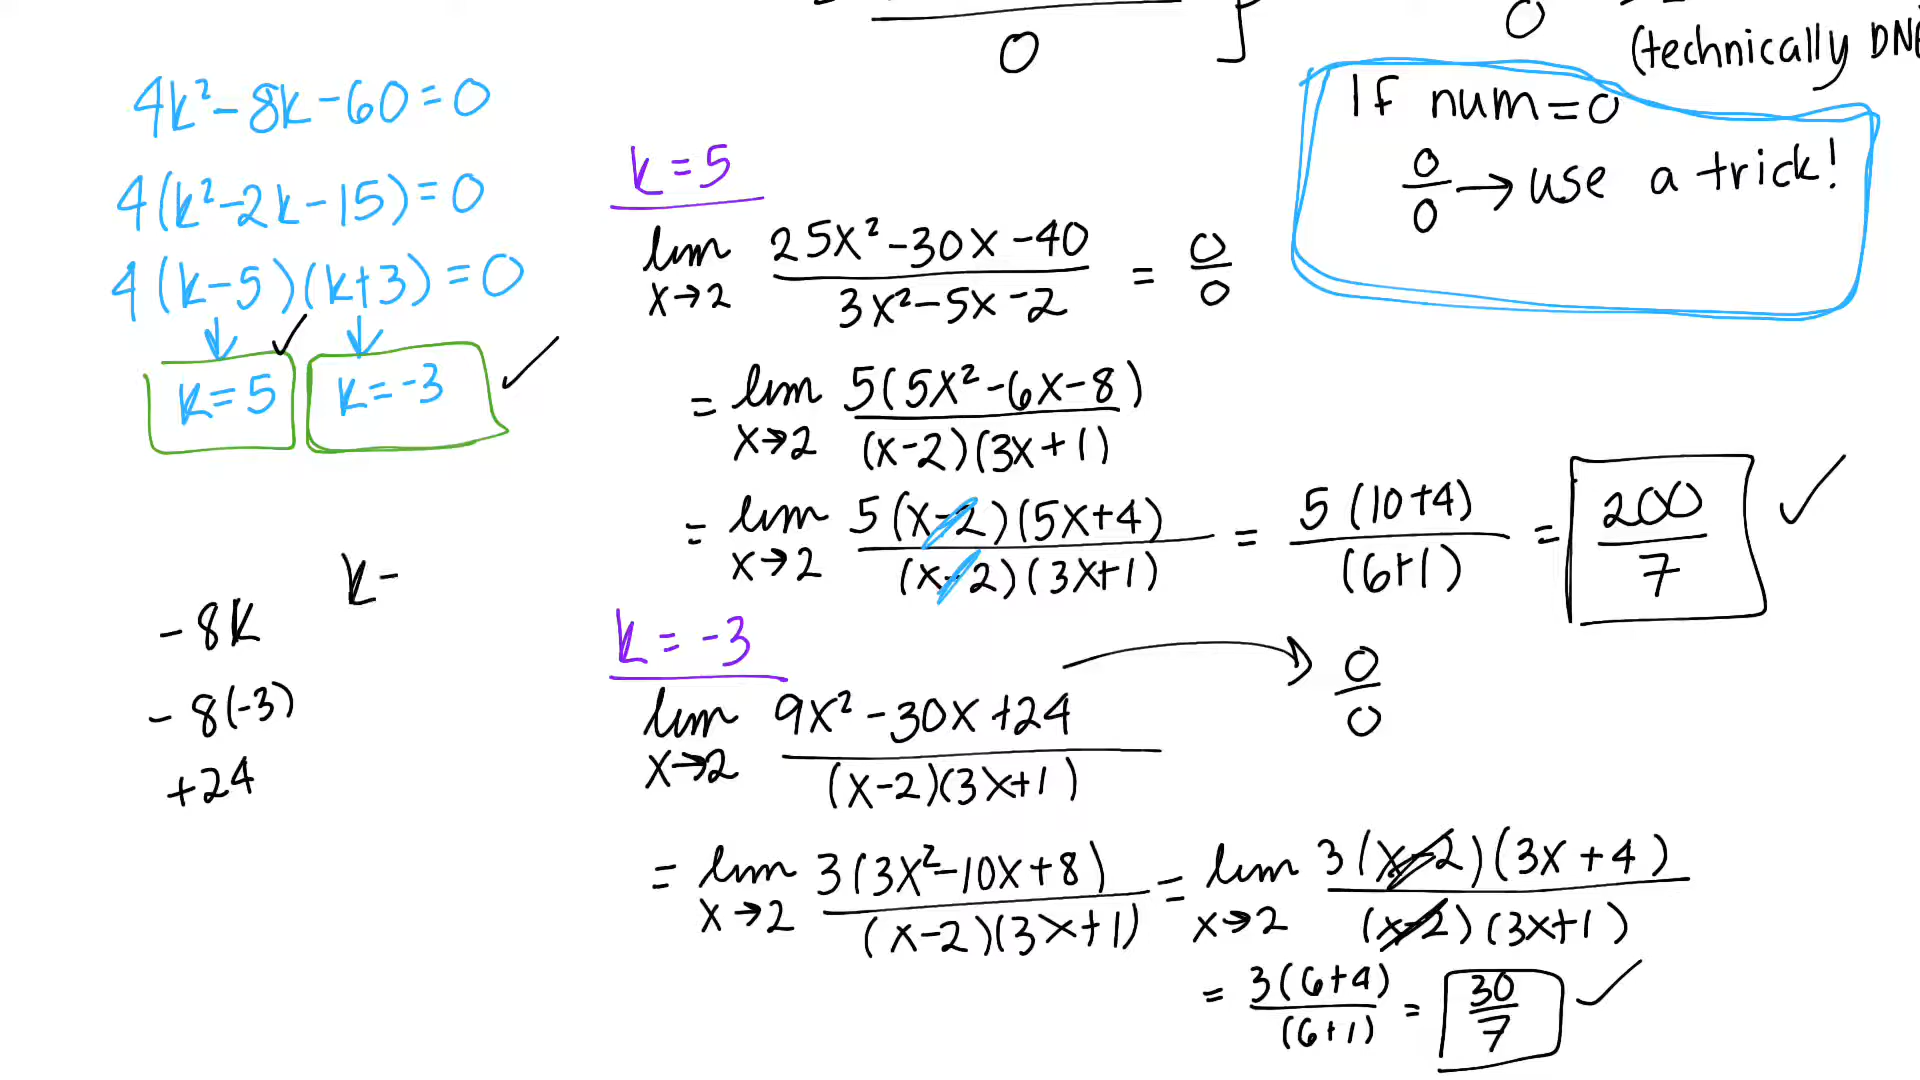 0
0
(technically DNE
4k² - 8k - 60 = 0
4(k² - 2k - 15) = 0
4(k - 5)(k + 3) = 0
k = 5 k = -3
If num = 0
0/0 → use a trick!
k = 5
lim x→2 (25x² - 30x - 40)/(3x² - 5x - 2) = 0/0
= lim x→2 5(5x² - 6x - 8)/((x - 2)(3x + 1))
= lim x→2 5(x - 2)(5x + 4)/((x - 2)(3x + 1)) = 5(10 + 4)/(6 + 1) = 200/7
k -
- 8k
- 8(-3)
+ 24
k = -3
lim x→2 (9x² - 30x + 24)/((x - 2)(3x + 1)) 0/0
= lim x→2 3(3x² - 10x + 8)/((x - 2)(3x + 1)) = lim x→2 3(x - 2)(3x + 4)/((x - 2)(3x + 1))
= 3(6 + 4)/(6 + 1) = 30/7